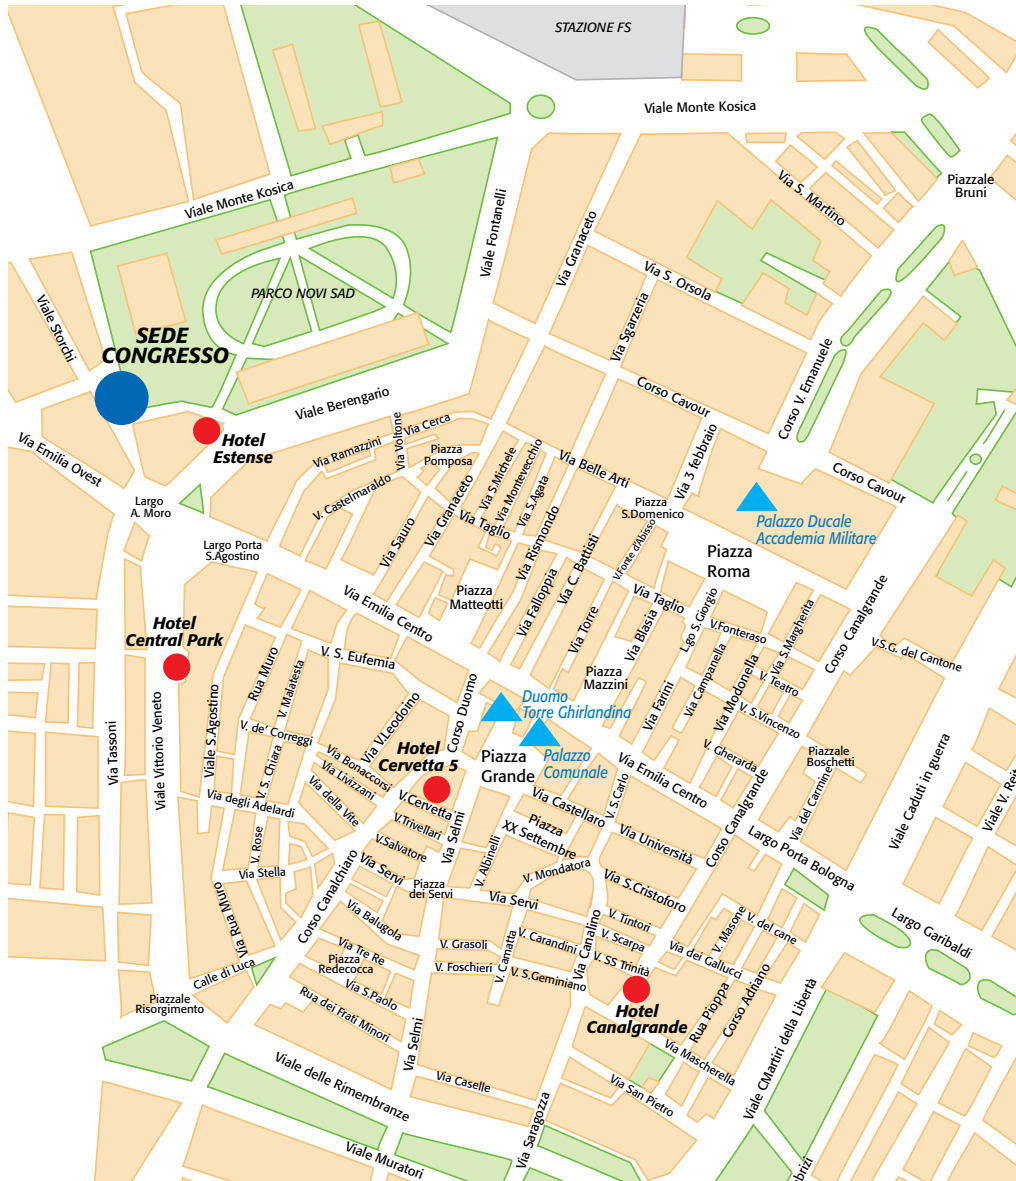 STAZIONE FS
Viale Monte Kosica
Piazzale
Bruni
Via S. Martino
Viale Monte Kosica
Viale Fontanelli
Via Granaceto
Via S. Orsola
PARCO NOVI SAD
Viale Storchi
Via Sgarzeria
SEDE
CONGRESSO
Corso V. Emanuele
Corso Cavour
Viale Berengario
Hotel
Estense
Via Emilia Ovest
Via Cerca
Via Voltone
Via Ramazzini
Piazza
Pomposa
Via 3 febbraio
Via Belle Arti
Corso Cavour
Largo
A. Moro
V. Castelmaraldo
Via S.Michele
Via Montevecchio
Via S.Agata
Via Granaceto
Via Taglio
Via Sauro
Piazza
S.Domenico
Palazzo Ducale
Accademia Militare
Largo Porta
S.Agostino
Via Rismondo
Via C. Battisti
V.Fonte d'Abisso
Piazza
Roma
Piazza
Matteotti
Via Emilia Centro
Via Falloppia
Via Torre
Via Taglio
Via Blasia
L.go S.Giorgio
V.Fonteraso
Via S.Margherita
Corso Canalgrande
V.S.G. del Cantone
Hotel
Central Park
V. S. Eufemia
Rua Muro
V. Malatesta
Piazza
Mazzini
Via Farini
Via Campanella
Via Modonella
V. Teatro
V. S.Vincenzo
Via Tassoni
Viale Vittorio Veneto
Viale S.Agostino
V. de' Correggi
Via V.Leodoino
Corso Duomo
Duomo
Torre Ghirlandina
Hotel
Cervetta 5
Piazza
Grande
Palazzo
Comunale
V. Gherarda
Piazzale
Boschetti
V. S. Chiara
Via Bonaccorsi
Via Livizzani
Via della Vite
Via degli Adelardi
V.Cervetta
V.Trivellari
V.Salvatore
Via Selmi
Via Castellaro
V. S.Carlo
Via Emilia Centro
Corso Canalgrande
Via del Carmine
Viale Caduti in guerra
Viale V. Reit
V. Rose
Via Stella
Corso Canalchiaro
Via Servi
Piazza
dei Servi
V. Albinelli
Piazza
XX Settembre
V. Mondatora
Via Università
Largo Porta Bologna
Via S.Cristoforo
Via Servi
Via Rua Muro
Via Balugola
Via Tre Re
Piazza
Redecocca
Via S.Paolo
Rua dei Frati Minori
V. Grasoli
V. Foschieri
V. Camatta
V. Carandini
V. S.Geminiano
Via Canalino
V. Tintori
V. Scarpa
V. SS Trinità
V. Masone
V. del cane
Via dei Gallucci
Largo Garibaldi
Calle di Luca
Piazzale
Risorgimento
Hotel
Canalgrande
Rua Pioppa
Corso Adriano
Viale CMartiri della Libertà
Via Selmi
Via Mascherella
Viale delle Rimembranze
Via Caselle
Via San Pietro
Via Saragozza
Viale Muratori
brizi